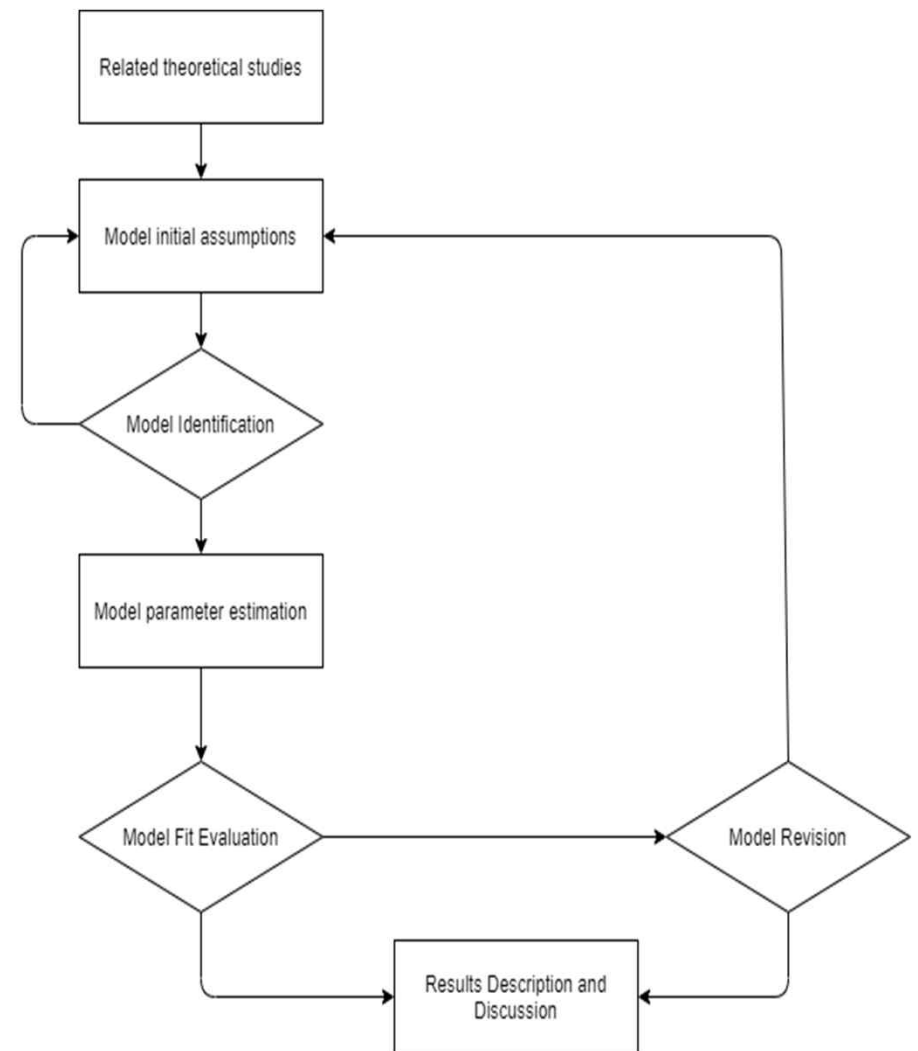 Related theoretical studies
Model initial assumptions
Model Identification
Model parameter estimation
Model Fit Evaluation
Model Revision
Results Description and
Discussion